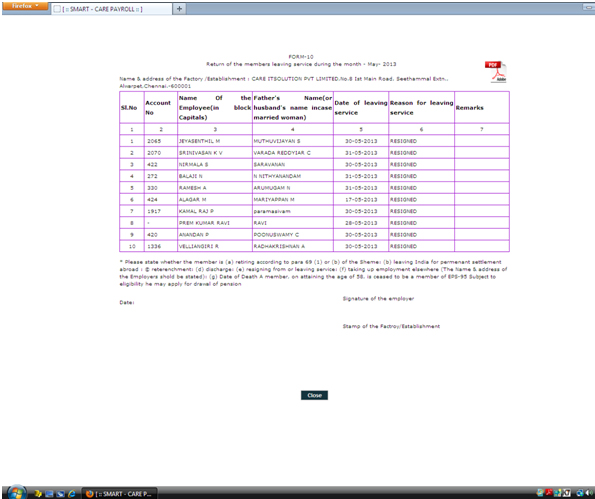 Firefox
[ :: SMART - CARE PAYROLL :: ]
+
FORM-10
Return of the members leaving service during the month - May- 2013
PDF
Name & address of the Factory /Establishment : CARE ITSOLUTION PVT LIMITED,No.8 Ist Main Road, Seethammal Extn.,
Alwarpet,Chennai.-600001
Sl.No Account No Name Of the Employee(in block Capitals) Father's Name(or husband's name incase married woman) Date of leaving service Reason for leaving service Remarks
1 2 3 4 5 6 7
1 2065 JEYASENTHIL M MUTHUVIJAYAN S 30-05-2013 RESIGNED
2 2070 SRINIVASAN K V VARADA REDDYIAR C 31-05-2013 RESIGNED
3 422 NIRMALA S SARAVANAN 30-05-2013 RESIGNED
4 272 BALAJI N N NITHYANANDAM 31-05-2013 RESIGNED
5 330 RAMESH A ARUMUGAM N 31-05-2013 RESIGNED
6 424 ALAGAR M MARIYAPPAN M 17-05-2013 RESIGNED
7 1917 KAMAL RAJ P paramaswam 30-05-2013 RESIGNED
8 - PREM KUMAR RAVI RAVI 28-05-2013 RESIGNED
9 420 ANANDAN P POONUSWAMY C 30-05-2013 RESIGNED
10 1336 VELLIANGIRI R RADHAKRISHNAN A 30-05-2013 RESIGNED
* Please state whether the member is (a) retiring according to para 69 (1) or (b) of the Sheme: (b) leaving India for permenant settlement
abroad : © reterenchment: (d) discharge: (e) resigning from or leaving service: (f) taking up employment elsewhere (The Name & address of
the Employers shold be stated): (g) Date of Death A member, on attaining the age of 58, is ceased to be a member of EPS-95 Subject to
eligibility he may apply for drawal of pension
Signature of the employer
Date:
Stamp of the Factroy/Establishment
Close
[ :: SMART - CARE P...